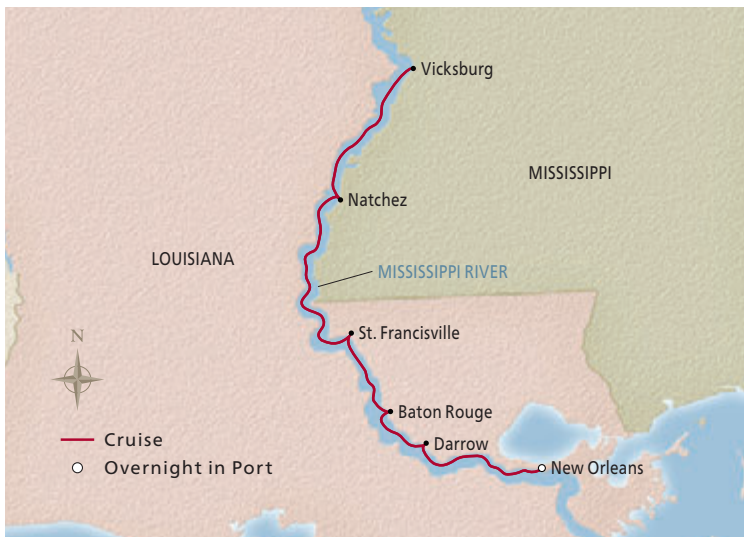 Vicksburg
MISSISSIPPI
Natchez
LOUISIANA
MISSISSIPPI RIVER
St. Francisville
N
Baton Rouge
Cruise
Darrow
Overnight in Port
New Orleans